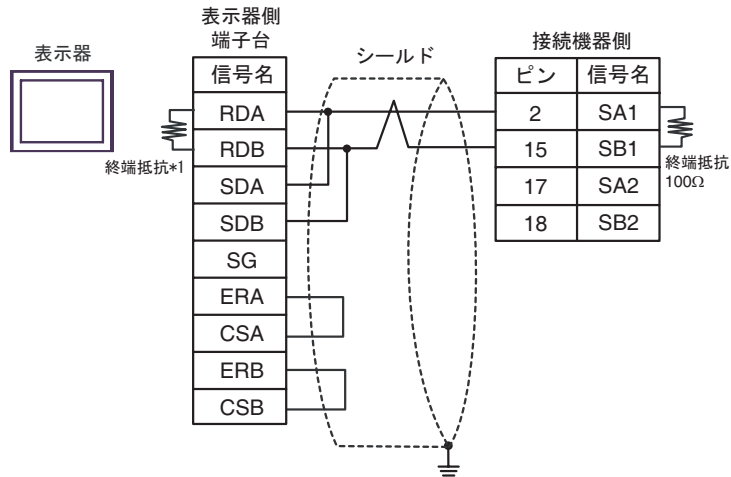 表示器
表示器側
端子台
信号名
RDA
RDB
SDA
SDB
SG
ERA
CSA
ERB
CSB
終端抵抗*1
シールド
接続機器側
ピン 信号名
2 SA1
15 SB1
17 SA2
18 SB2
終端抵抗
100Ω